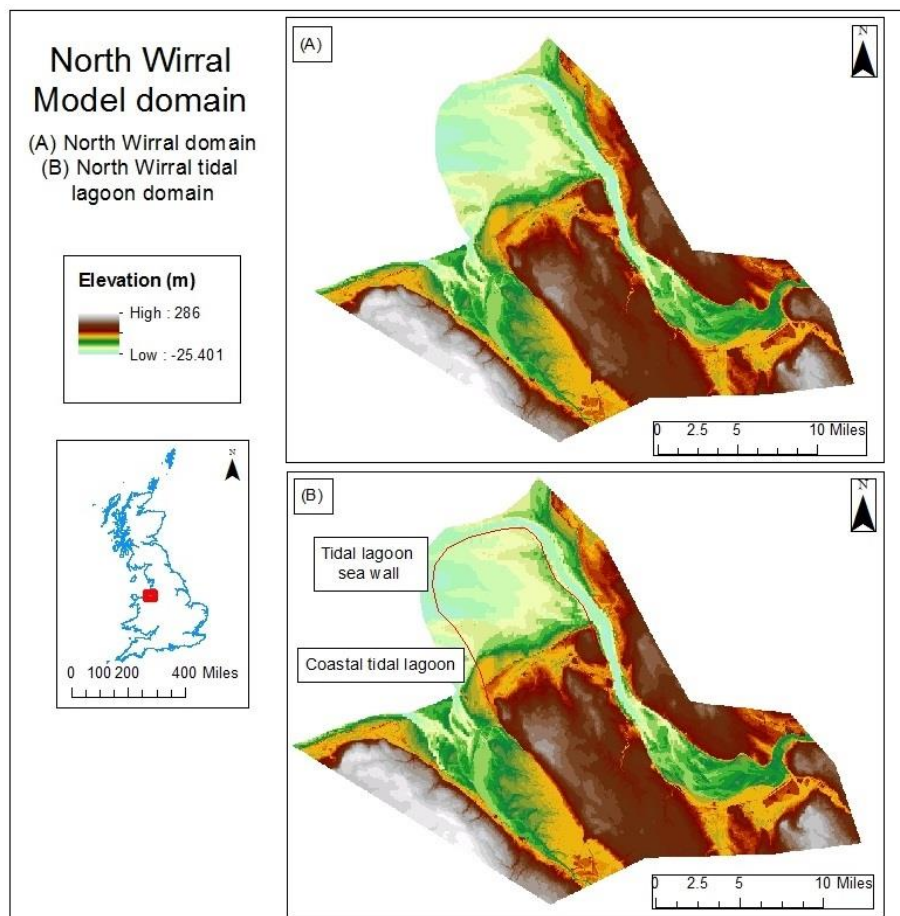 North Wirral
Model domain
(A) North Wirral domain
(B) North Wirral tidal
lagoon domain
Elevation (m)
High : 286
Low : -25.401
N
0 100 200 400 Miles
(A)
N
0 2.5 5 10 Miles
(B)
N
Tidal lagoon
sea wall
Coastal tidal lagoon
0 2.5 5 10 Miles